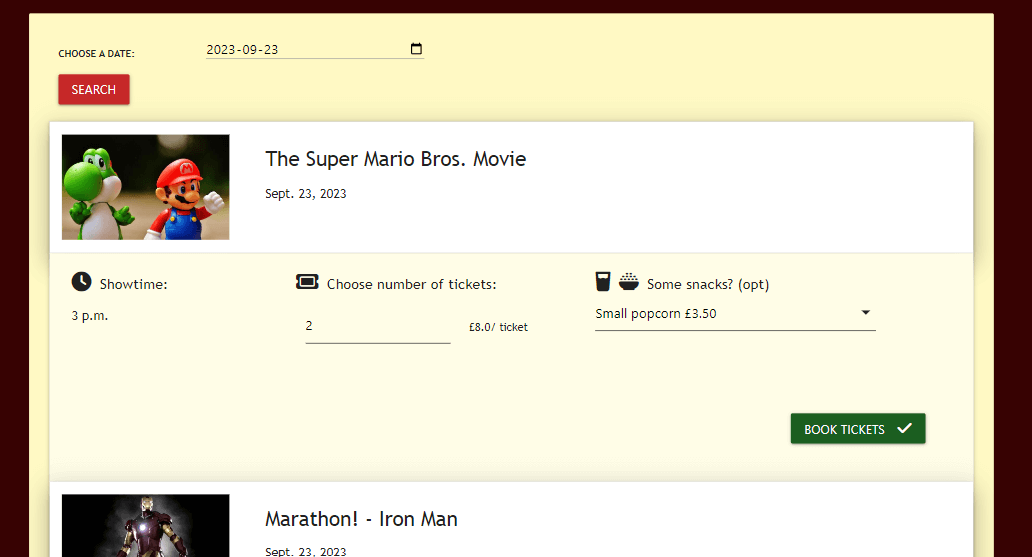 CHOOSE A DATE: 2023-09-23
SEARCH
The Super Mario Bros. Movie
Sept. 23, 2023
Showtime: Choose number of tickets: Some snacks? (opt)
3 p.m. 2 £8.0/ ticket Small popcorn £3.50
BOOK TICKETS
Marathon! - Iron Man
Sept. 23, 2023